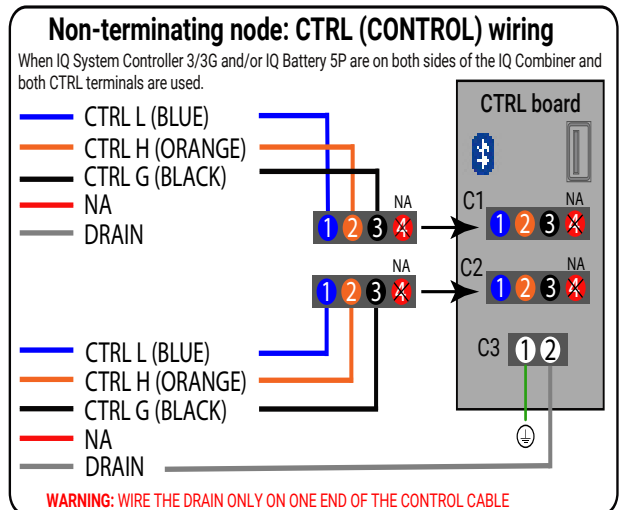 Non-terminating node: CTRL (CONTROL) wiring
When IQ System Controller 3/3G and/or IQ Battery 5P are on both sides of the IQ Combiner and
both CTRL terminals are used.
CTRL L (BLUE)
CTRL H (ORANGE)
CTRL G (BLACK)
NA
DRAIN
NA
1 2 3 4
CTRL board
C1
NA
1 2 3 4
NA
1 2 3 4
C2
NA
1 2 3 4
C3
1 2
CTRL L (BLUE)
CTRL H (ORANGE)
CTRL G (BLACK)
NA
DRAIN
WARNING: WIRE THE DRAIN ONLY ON ONE END OF THE CONTROL CABLE